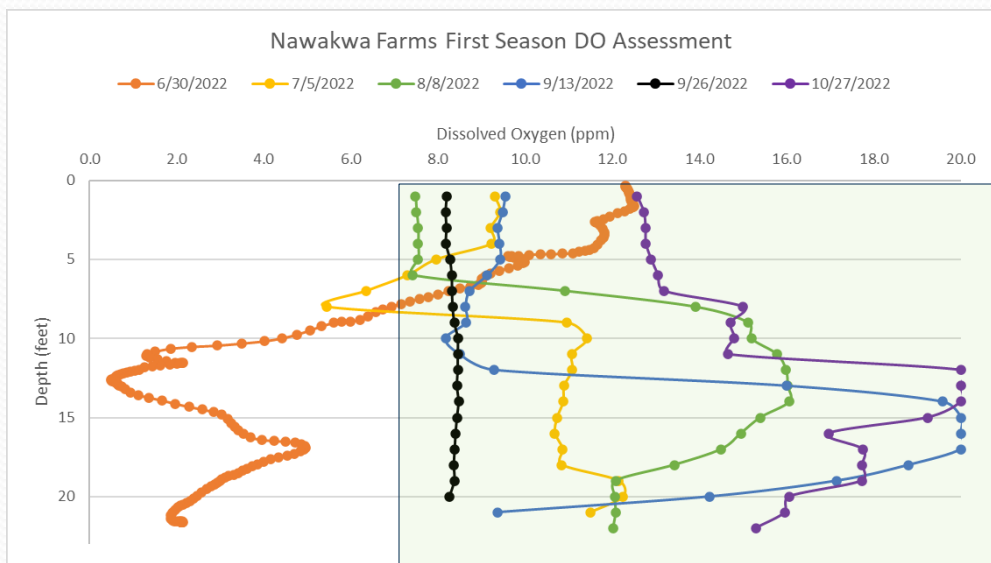 Nawakwa Farms First Season DO Assessment
6/30/2022 7/5/2022 8/8/2022 9/13/2022 9/26/2022 10/27/2022
Dissolved Oxygen (ppm)
0.0 2.0 4.0 6.0 8.0 10.0 12.0 14.0 16.0 18.0 20.0
0
5
10
15
20
Depth (feet)